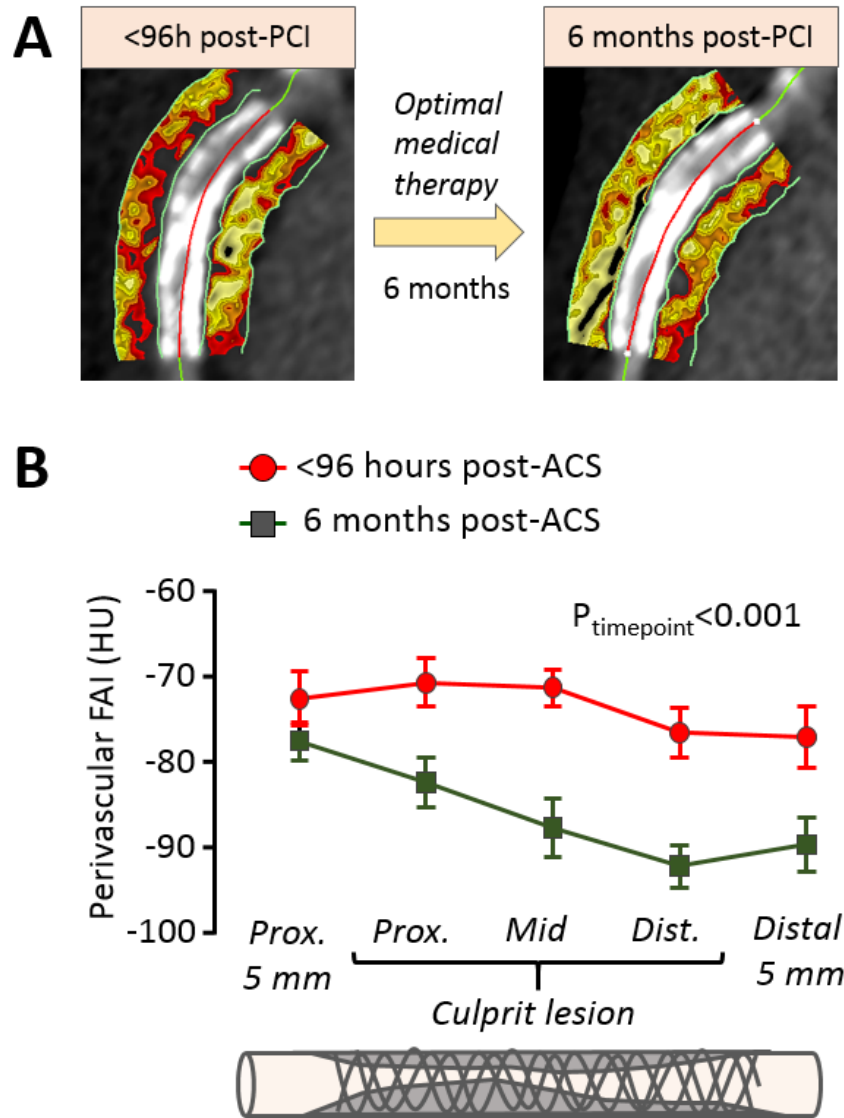 A
<96h post-PCI
6 months post-PCI
Optimal
medical
therapy
6 months
B
<96 hours post-ACS
6 months post-ACS
Perivascular FAI (HU)
-60
-70
-80
-90
-100
Ptimepoint<0.001
Prox.
5 mm
Prox.
Mid
Dist.
Distal
5 mm
Culprit lesion